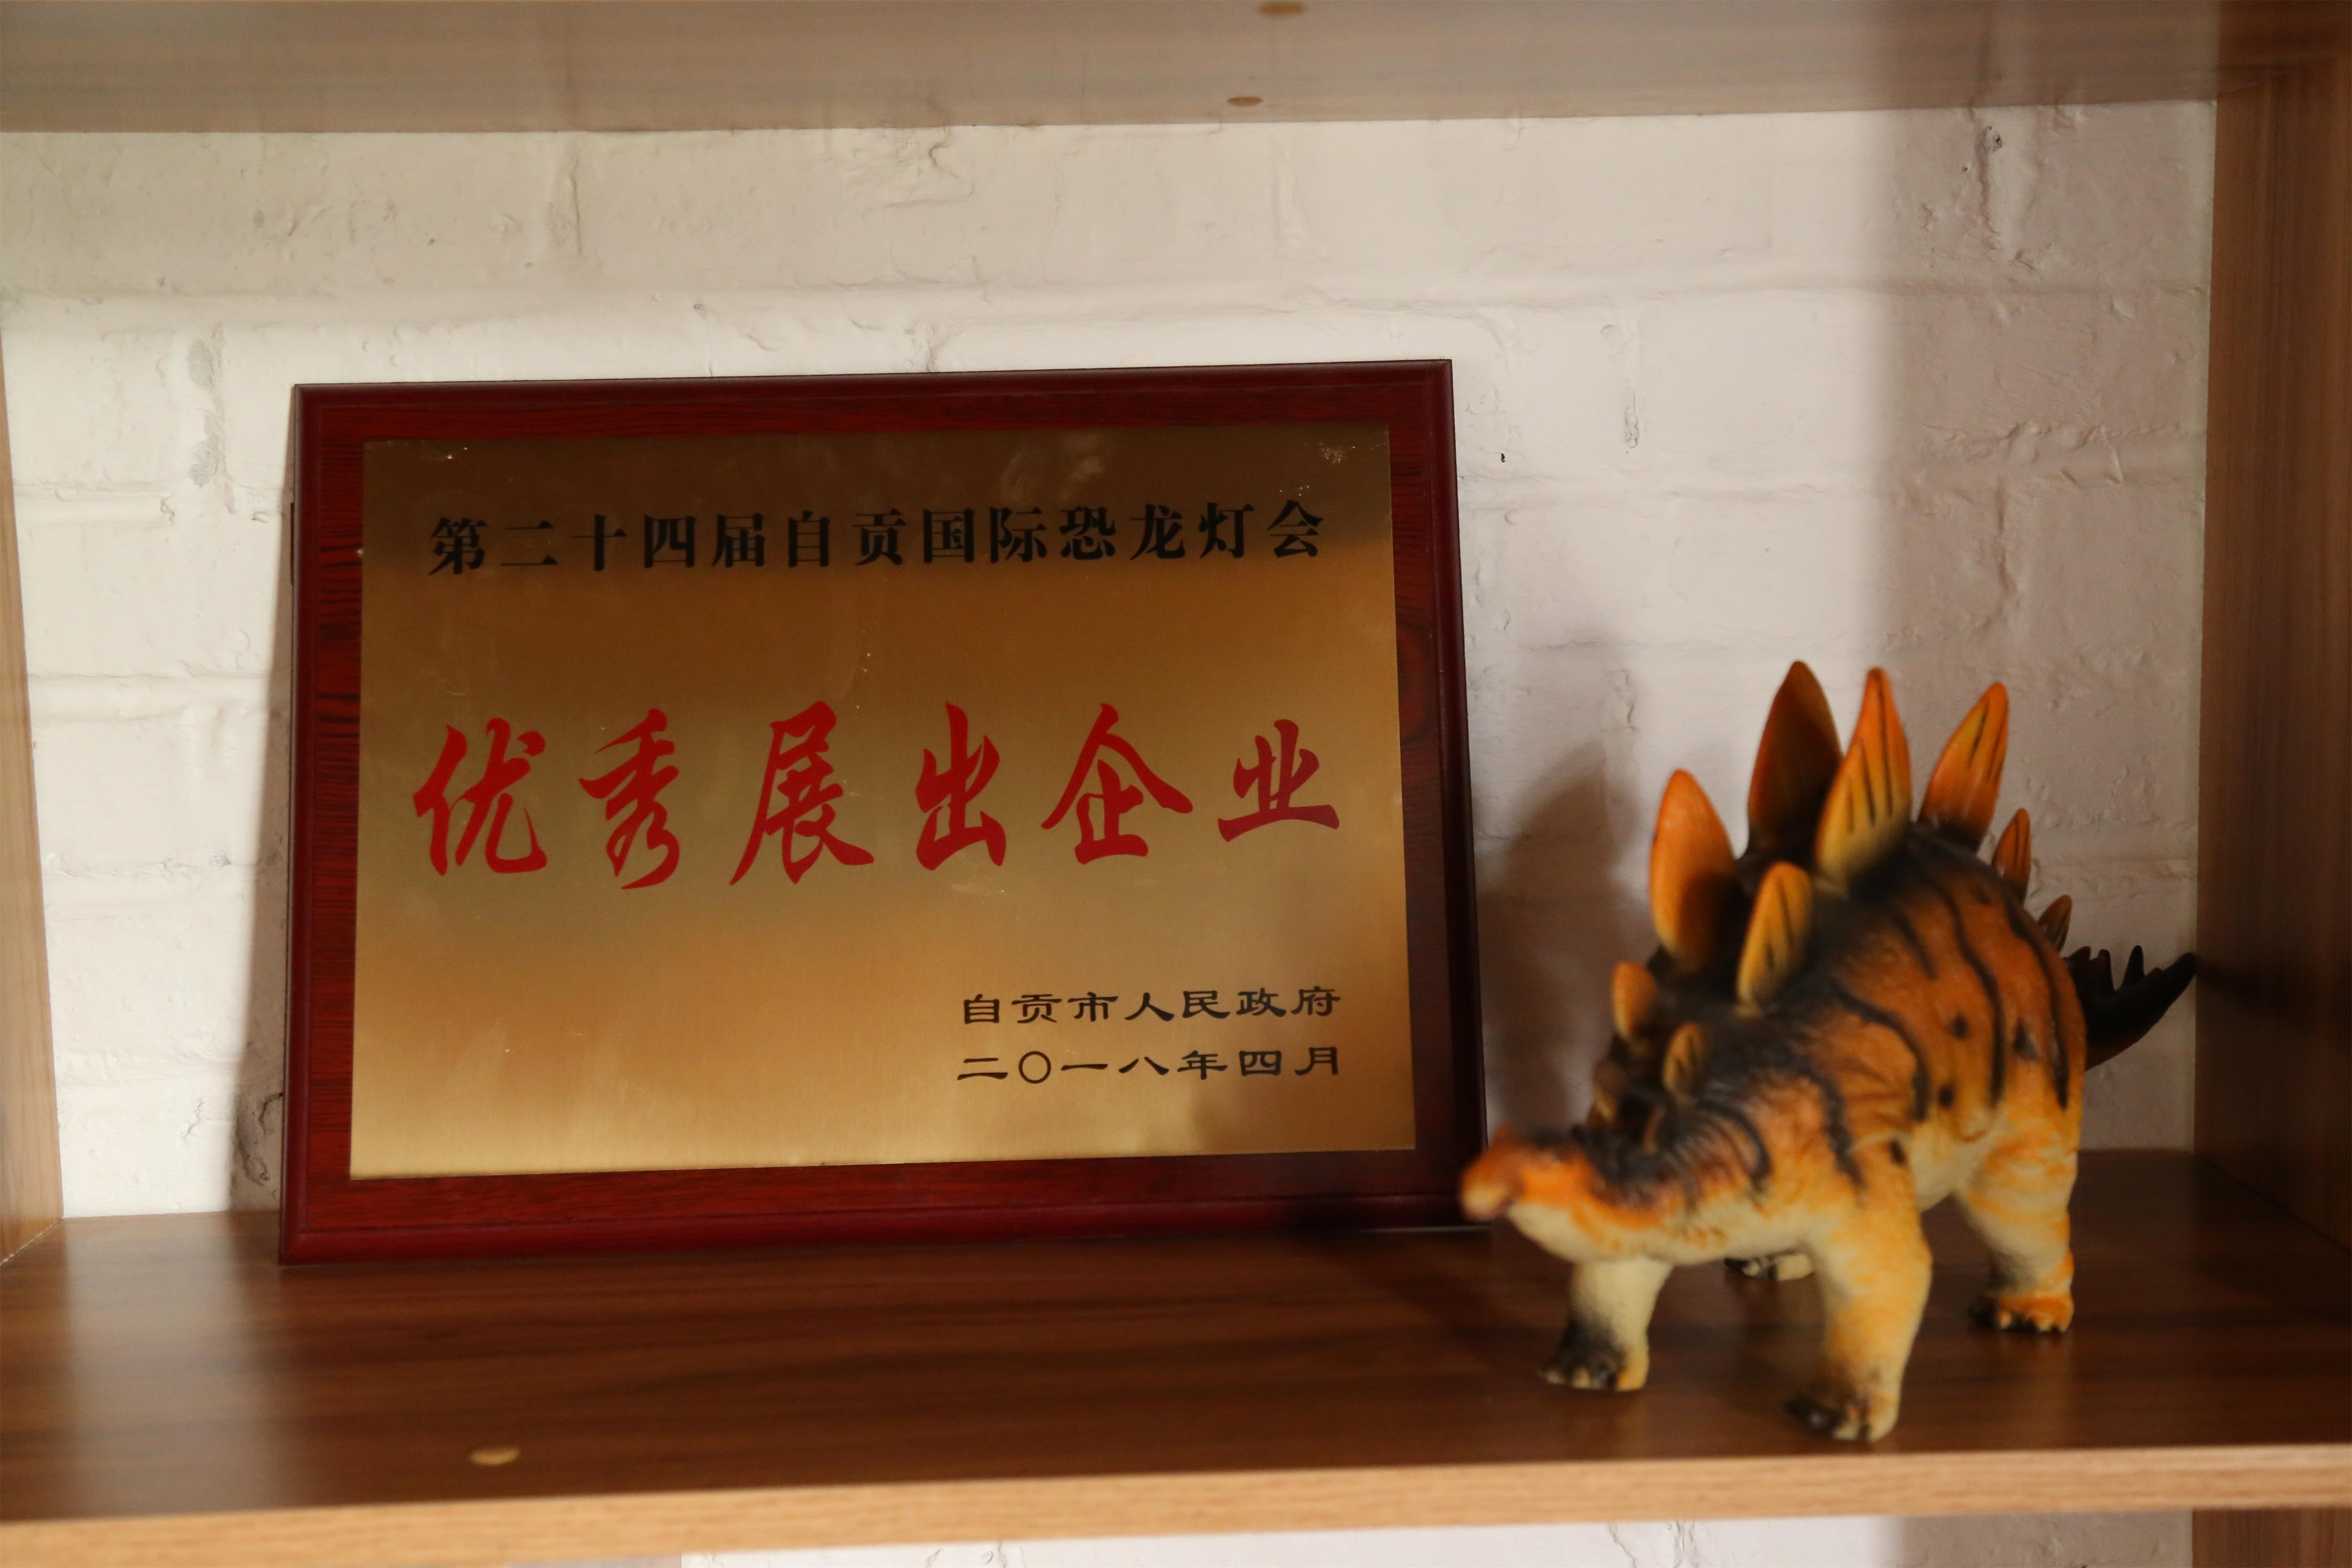 第二十四届自贡国际恐龙灯会
优秀展出企业
自贡市人民政府
二〇一八年四月